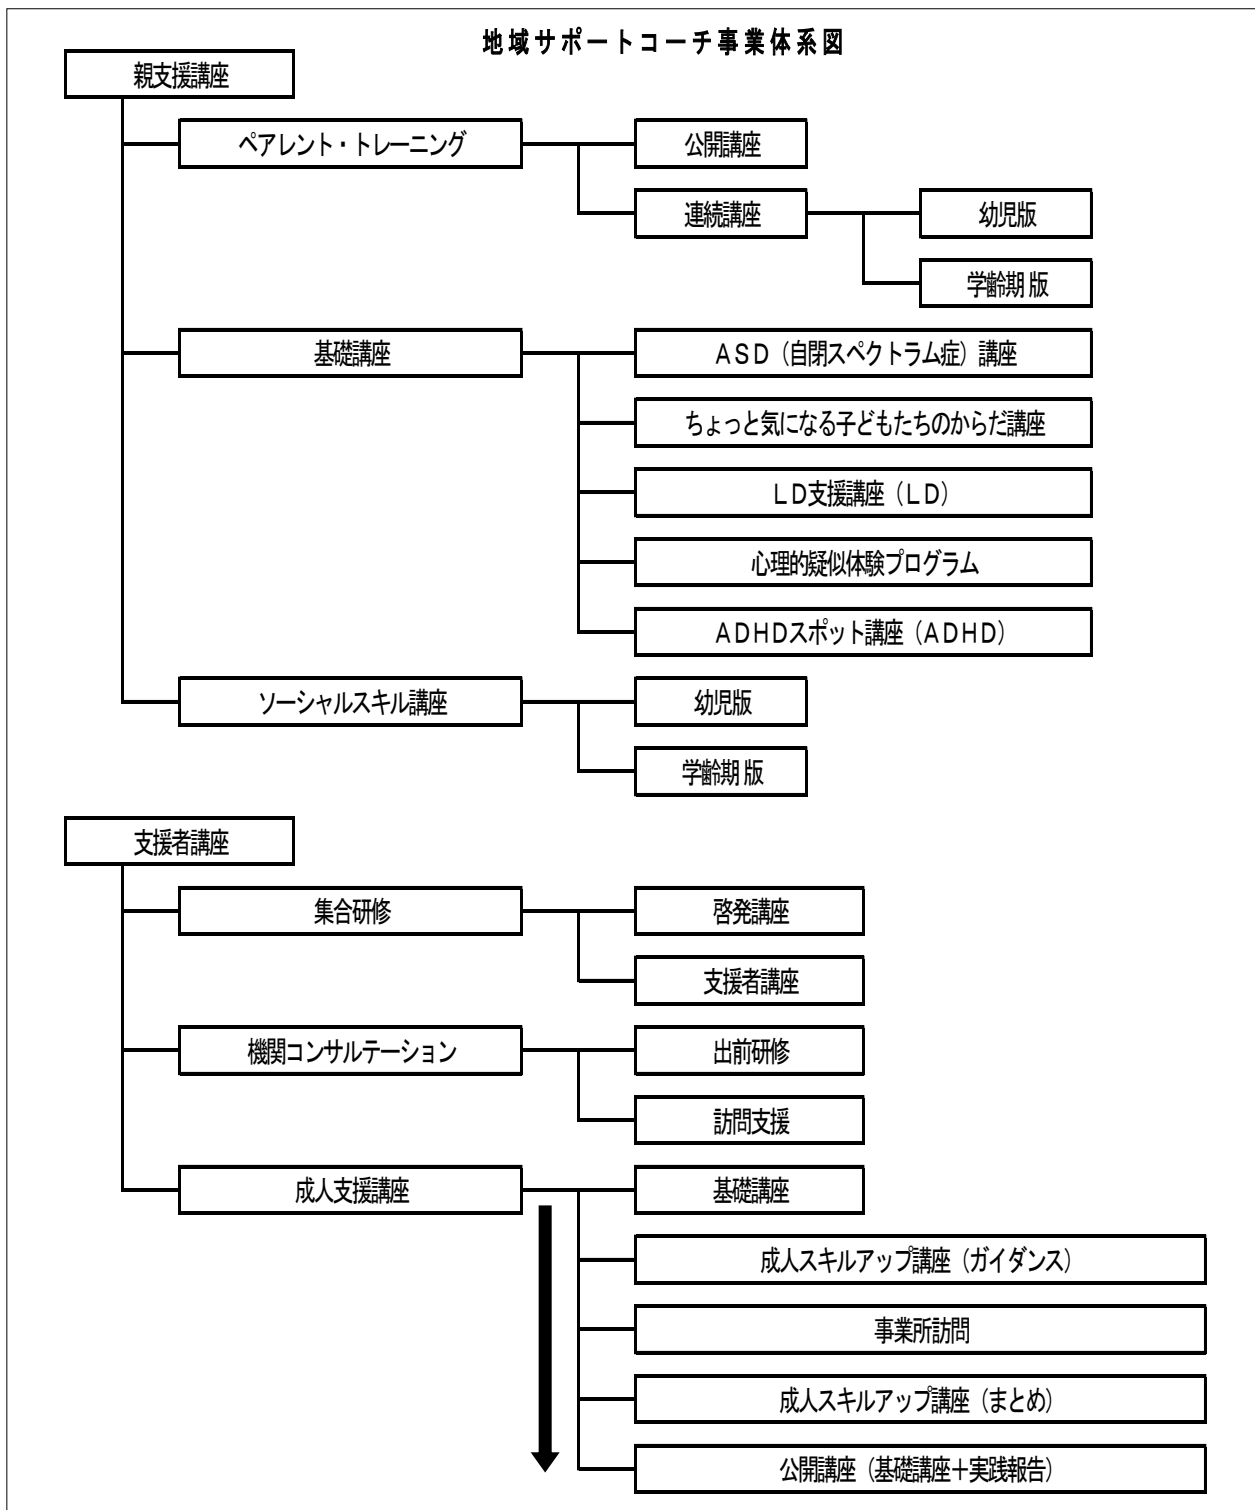 地域サポートコーチ事業体系図
親支援講座
ペアレント・トレーニング
公開講座
連続講座
幼児版
学齢期版
基礎講座
ASD（自閉スペクトラム症）講座
ちょっと気になる子どもたちのからだ講座
LD支援講座（LD）
心理的疑似体験プログラム
ADHDスポット講座（ADHD）
ソーシャルスキル講座
幼児版
学齢期版
支援者講座
集合研修
啓発講座
支援者講座
機関コンサルテーション
出前研修
訪問支援
成人支援講座
基礎講座
成人スキルアップ講座（ガイダンス）
事業所訪問
成人スキルアップ講座（まとめ）
公開講座（基礎講座＋実践報告）